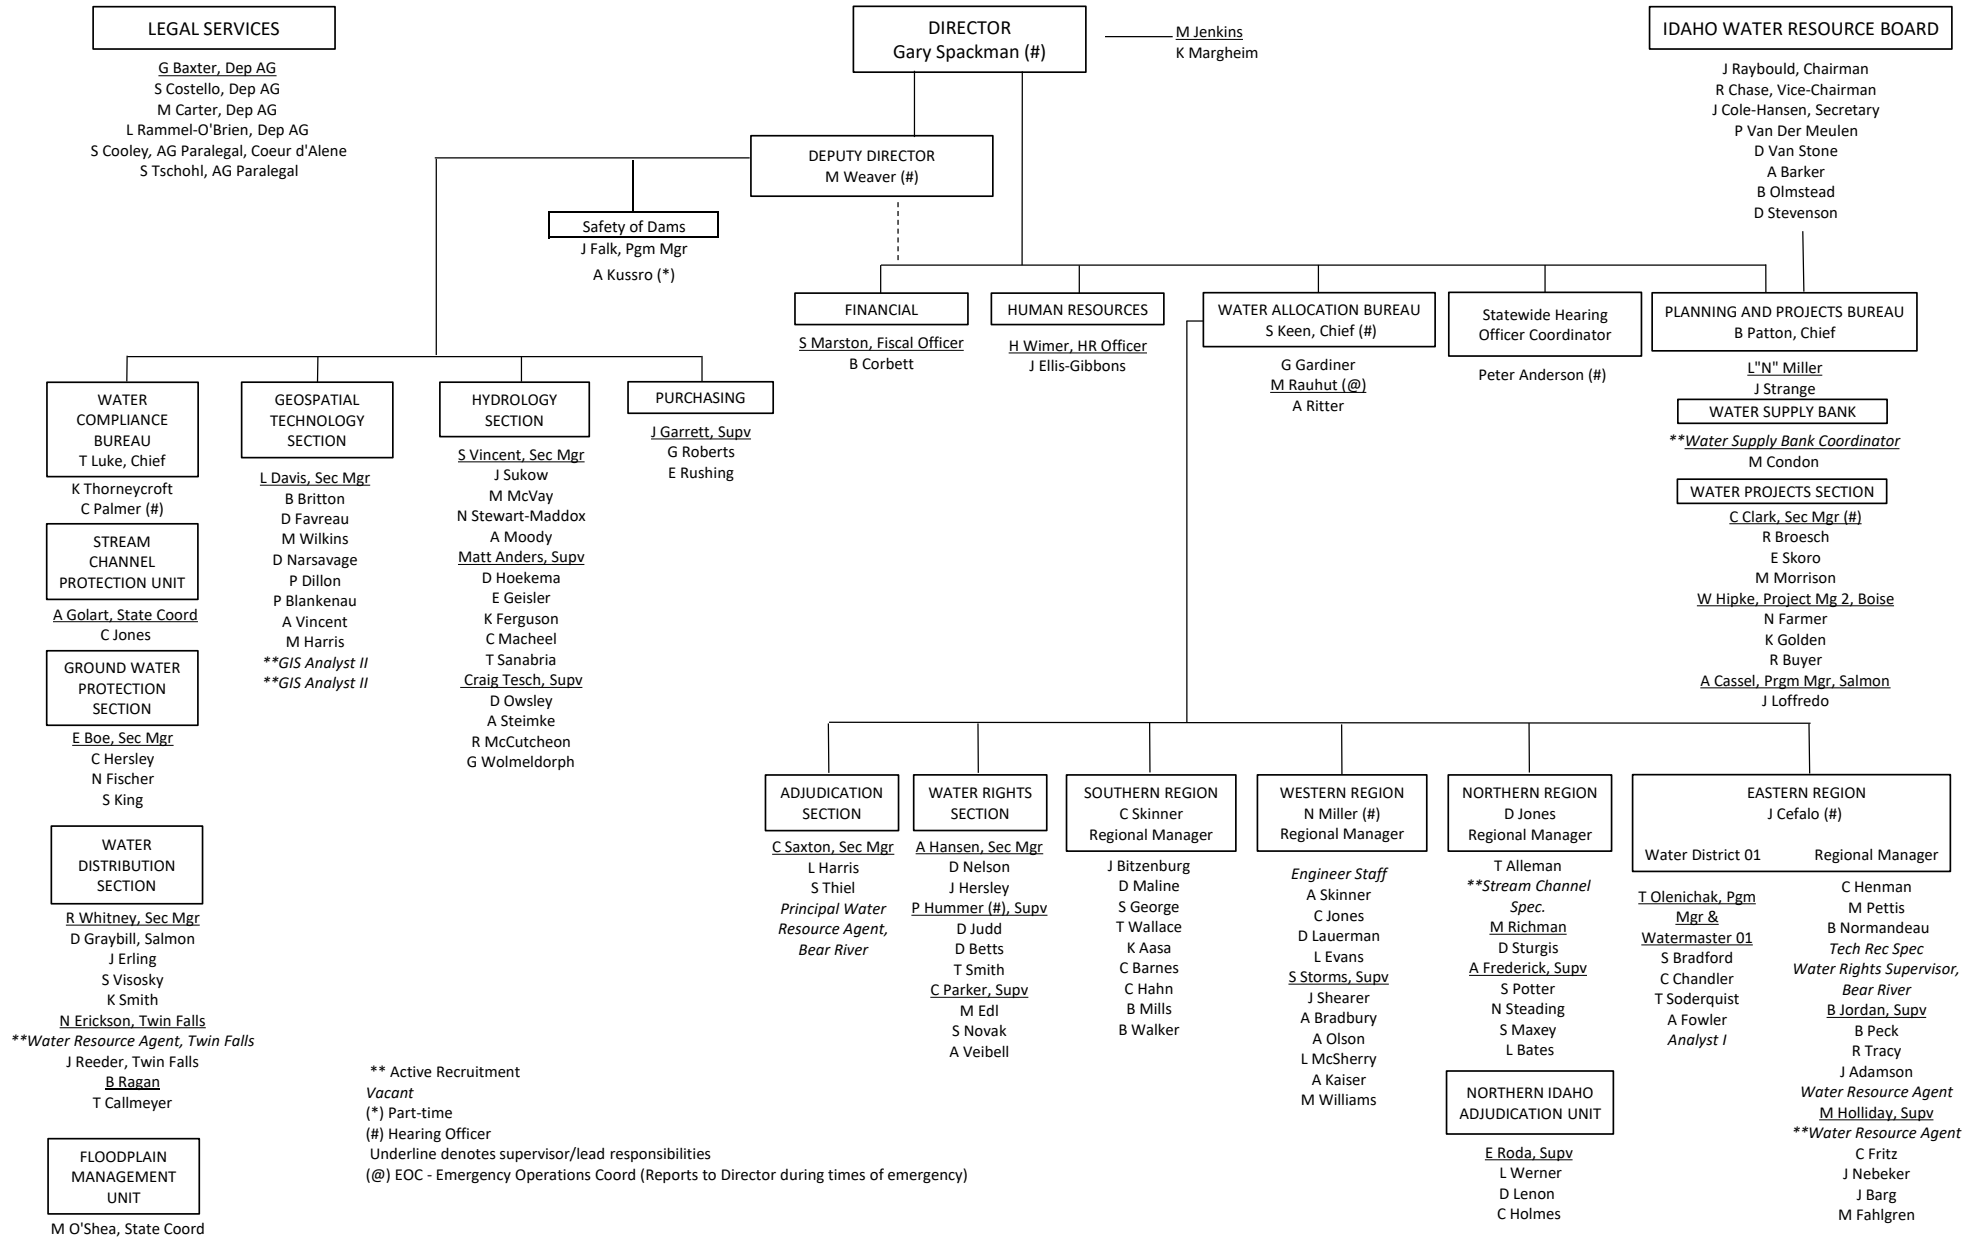 LEGAL SERVICES
G Baxter, Dep AG
S Costello, Dep AG
M Carter, Dep AG
L Rammel-O'Brien, Dep AG
S Cooley, AG Paralegal, Coeur d'Alene
S Tschohl, AG Paralegal
DIRECTOR
Gary Spackman (#)
M Jenkins
K Margheim
IDAHO WATER RESOURCE BOARD
J Raybould, Chairman
R Chase, Vice-Chairman
J Cole-Hansen, Secretary
P Van Der Meulen
D Van Stone
A Barker
B Olmstead
D Stevenson
DEPUTY DIRECTOR
M Weaver (#)
Safety of Dams
J Falk, Pgm Mgr
A Kussro (*)
FINANCIAL
S Marston, Fiscal Officer
B Corbett
HUMAN RESOURCES
H Wimer, HR Officer
J Ellis-Gibbons
WATER ALLOCATION BUREAU
S Keen, Chief (#)
G Gardiner
M Rauhut (@)
A Ritter
Statewide Hearing
Officer Coordinator
Peter Anderson (#)
PLANNING AND PROJECTS BUREAU
B Patton, Chief
L"N" Miller
J Strange
WATER SUPPLY BANK
**Water Supply Bank Coordinator
M Condon
WATER PROJECTS SECTION
C Clark, Sec Mgr (#)
R Broesch
E Skoro
M Morrison
W Hipke, Project Mg 2, Boise
N Farmer
K Golden
R Buyer
A Cassel, Prgm Mgr, Salmon
J Loffredo
WATER
COMPLIANCE
BUREAU
T Luke, Chief
K Thorneycroft
C Palmer (#)
STREAM
CHANNEL
PROTECTION UNIT
A Golart, State Coord
C Jones
GROUND WATER
PROTECTION
SECTION
E Boe, Sec Mgr
C Hersley
N Fischer
S King
WATER
DISTRIBUTION
SECTION
R Whitney, Sec Mgr
D Graybill, Salmon
J Erling
S Visosky
K Smith
N Erickson, Twin Falls
**Water Resource Agent, Twin Falls
J Reeder, Twin Falls
B Ragan
T Callmeyer
FLOODPLAIN
MANAGEMENT
UNIT
M O'Shea, State Coord
GEOSPATIAL
TECHNOLOGY
SECTION
L Davis, Sec Mgr
B Britton
D Favreau
M Wilkins
D Narsavage
P Dillon
P Blankenau
A Vincent
M Harris
**GIS Analyst II
**GIS Analyst II
HYDROLOGY
SECTION
S Vincent, Sec Mgr
J Sukow
M McVay
N Stewart-Maddox
A Moody
Matt Anders, Supv
D Hoekema
E Geisler
K Ferguson
C Macheel
T Sanabria
Craig Tesch, Supv
D Owsley
A Steimke
R McCutcheon
G Wolmeldorph
PURCHASING
J Garrett, Supv
G Roberts
E Rushing
ADJUDICATION
SECTION
C Saxton, Sec Mgr
L Harris
S Thiel
Principal Water
Resource Agent,
Bear River
WATER RIGHTS
SECTION
A Hansen, Sec Mgr
D Nelson
J Hersley
P Hummer (#), Supv
D Judd
D Betts
T Smith
C Parker, Supv
M Edl
S Novak
A Veibell
SOUTHERN REGION
C Skinner
Regional Manager
J Bitzenburg
D Maline
S George
T Wallace
K Aasa
C Barnes
C Hahn
B Mills
B Walker
WESTERN REGION
N Miller (#)
Regional Manager
Engineer Staff
A Skinner
C Jones
D Lauerman
L Evans
S Storms, Supv
J Shearer
A Bradbury
A Olson
L McSherry
A Kaiser
M Williams
NORTHERN REGION
D Jones
Regional Manager
T Alleman
**Stream Channel
Spec.
M Richman
D Sturgis
A Frederick, Supv
S Potter
N Steading
S Maxey
L Bates
NORTHERN IDAHO
ADJUDICATION UNIT
E Roda, Supv
L Werner
D Lenon
C Holmes
EASTERN REGION
J Cefalo (#)
Water District 01
Regional Manager
T Olenichak, Pgm
Mgr &
Watermaster 01
S Bradford
C Chandler
T Soderquist
A Fowler
Analyst I
C Henman
M Pettis
B Normandeau
Tech Rec Spec
Water Rights Supervisor,
Bear River
B Jordan, Supv
B Peck
R Tracy
J Adamson
Water Resource Agent
M Holliday, Supv
**Water Resource Agent
C Fritz
J Nebeker
J Barg
M Fahlgren
** Active Recruitment
Vacant
(*) Part-time
(#) Hearing Officer
Underline denotes supervisor/lead responsibilities
(@) EOC - Emergency Operations Coord (Reports to Director during times of emergency)